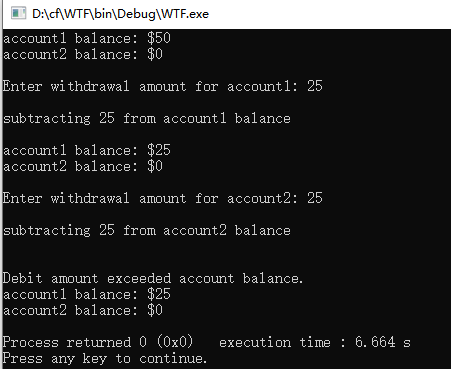 D:\cf\WTF\bin\Debug\WTF.exe
account1 balance: $50
account2 balance: $0
Enter withdrawal amount for account1: 25
subtracting 25 from account1 balance
account1 balance: $25
account2 balance: $0
Enter withdrawal amount for account2: 25
subtracting 25 from account2 balance
Debit amount exceeded account balance.
account1 balance: $25
account2 balance: $0
Process returned 0 (0x0)   execution time : 6.664 s
Press any key to continue.